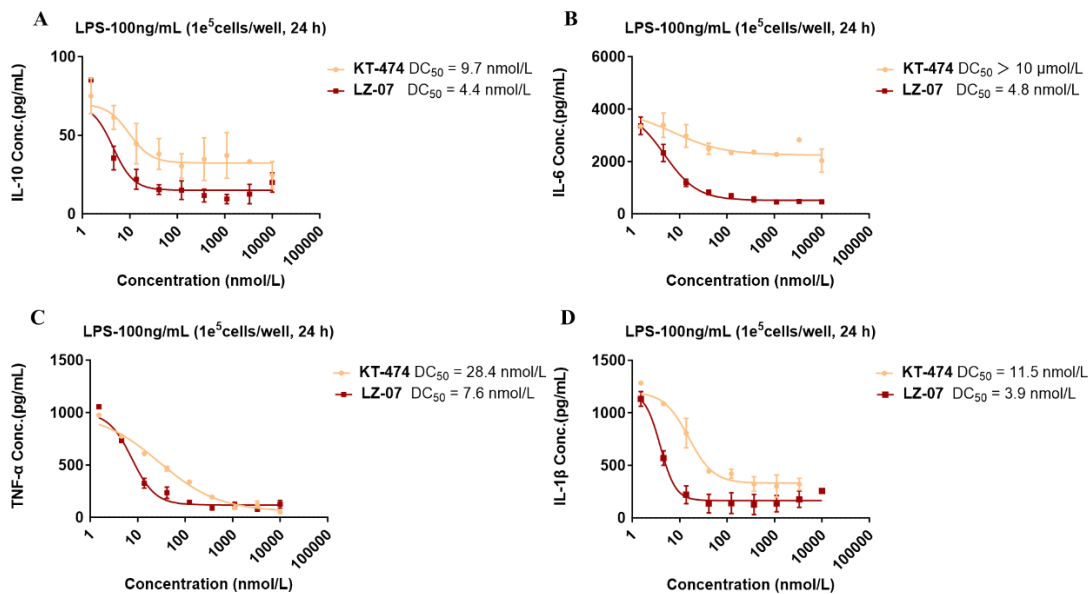 A
LPS-100ng/mL (1e⁵cells/well, 24 h)
IL-10 Conc.(pg/mL)
100
50
0
1
10
100
1000
10000
100000
Concentration (nmol/L)
KT-474 DC₅₀ = 9.7 nmol/L
LZ-07 DC₅₀ = 4.4 nmol/L
B
LPS-100ng/mL (1e⁵cells/well, 24 h)
IL-6 Conc.(pg/mL)
6000
4000
2000
0
1
10
100
1000
10000
100000
Concentration (nmol/L)
KT-474 DC₅₀ > 10 μmol/L
LZ-07 DC₅₀ = 4.8 nmol/L
C
LPS-100ng/mL (1e⁵cells/well, 24 h)
TNF-α Conc.(pg/mL)
1500
1000
500
0
1
10
100
1000
10000
100000
Concentration (nmol/L)
KT-474 DC₅₀ = 28.4 nmol/L
LZ-07 DC₅₀ = 7.6 nmol/L
D
LPS-100ng/mL (1e⁵cells/well, 24 h)
IL-1β Conc.(pg/mL)
1500
1000
500
0
1
10
100
1000
10000
100000
Concentration (nmol/L)
KT-474 DC₅₀ = 11.5 nmol/L
LZ-07 DC₅₀ = 3.9 nmol/L